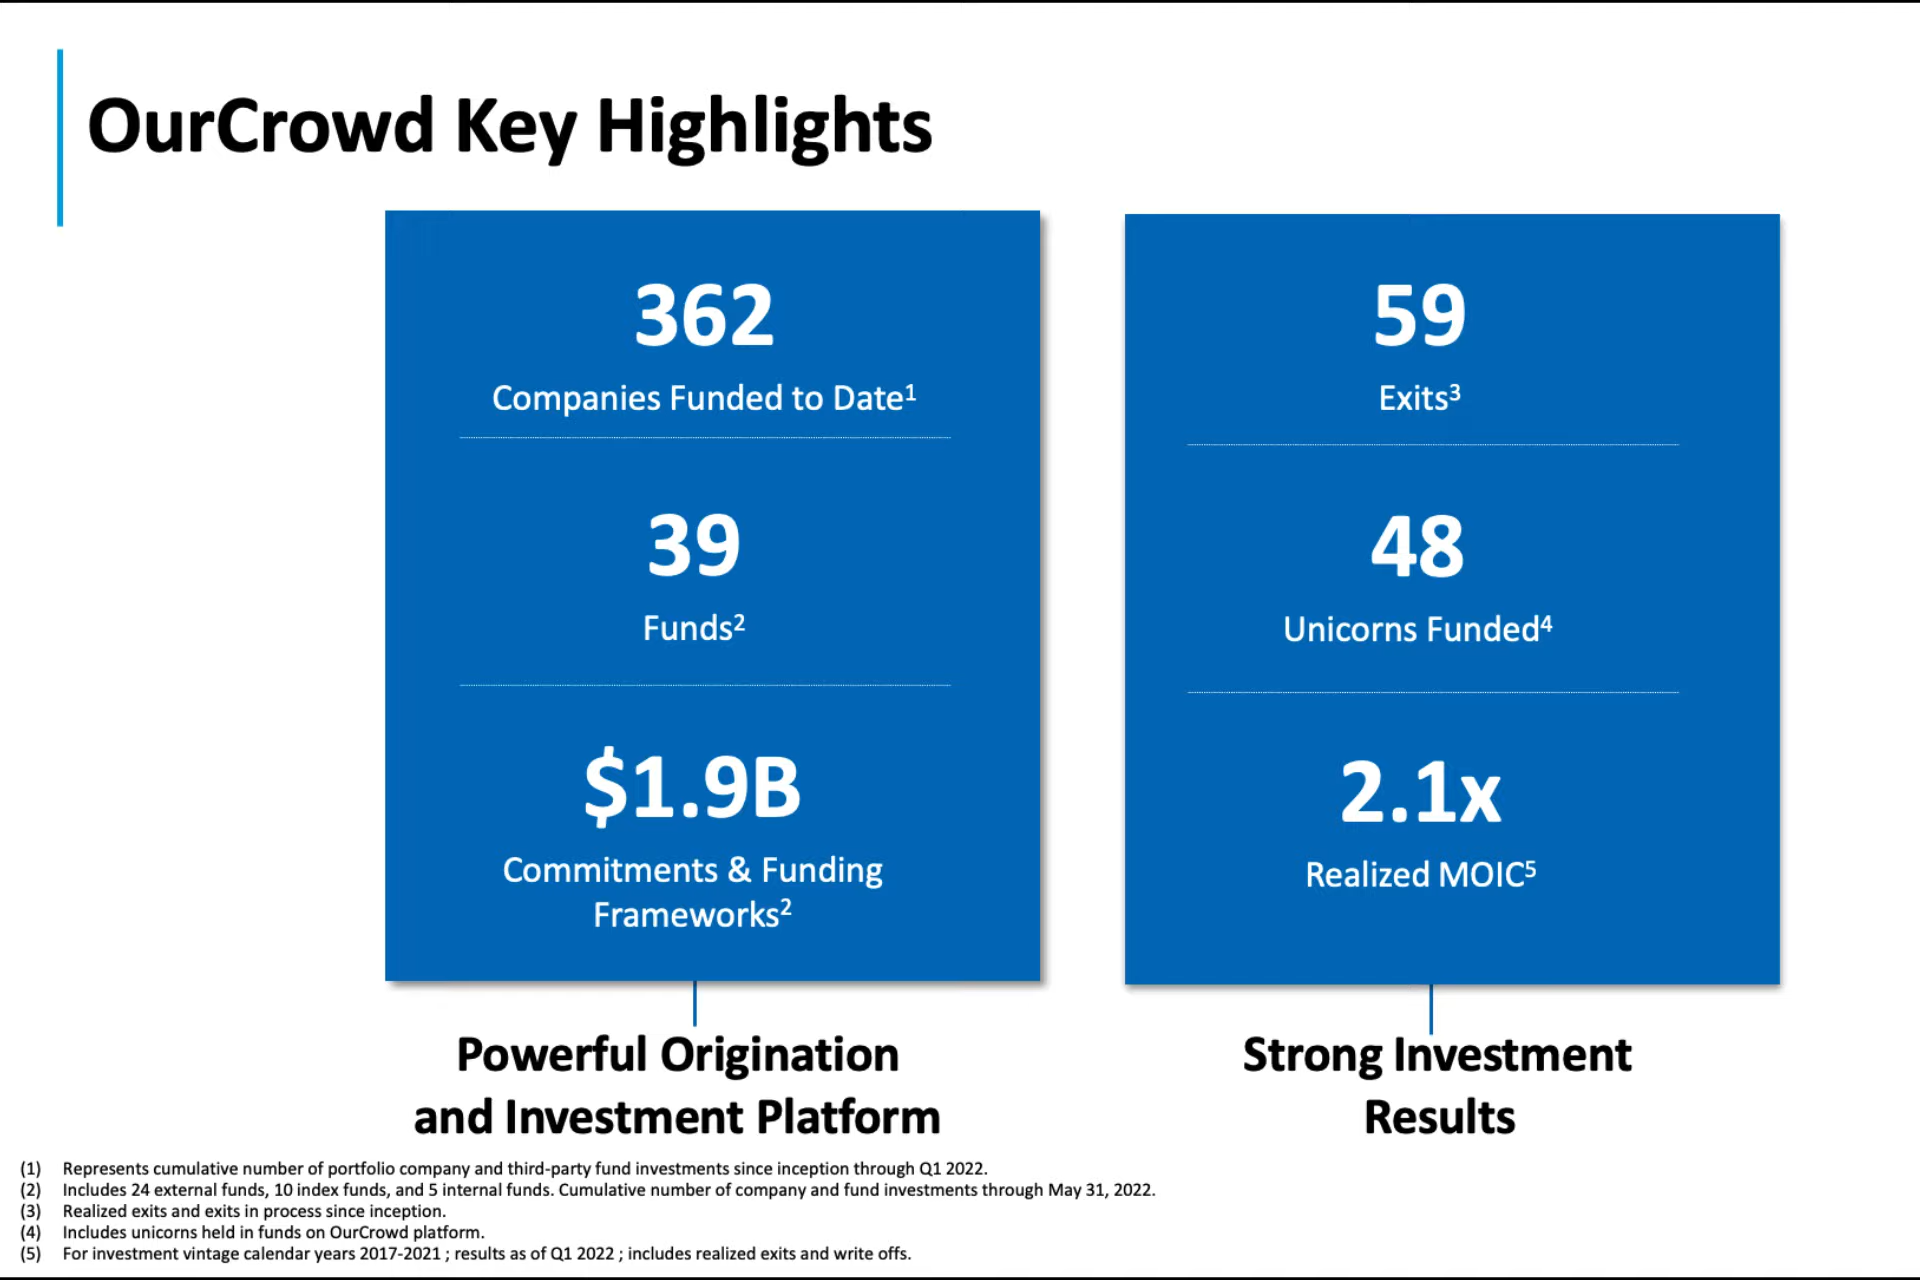 OurCrowd Key Highlights
362
Companies Funded to Date¹
39
Funds²
$1.9B
Commitments & Funding
Frameworks²
Powerful Origination
and Investment Platform
59
Exits³
48
Unicorns Funded⁴
2.1x
Realized MOIC⁵
Strong Investment
Results
(1) Represents cumulative number of portfolio company and third-party fund investments since inception through Q1 2022.
(2) Includes 24 external funds, 10 index funds, and 5 internal funds. Cumulative number of company and fund investments through May 31, 2022.
(3) Realized exits and exits in process since inception.
(4) Includes unicorns held in funds on OurCrowd platform.
(5) For investment vintage calendar years 2017-2021 ; results as of Q1 2022 ; includes realized exits and write offs.